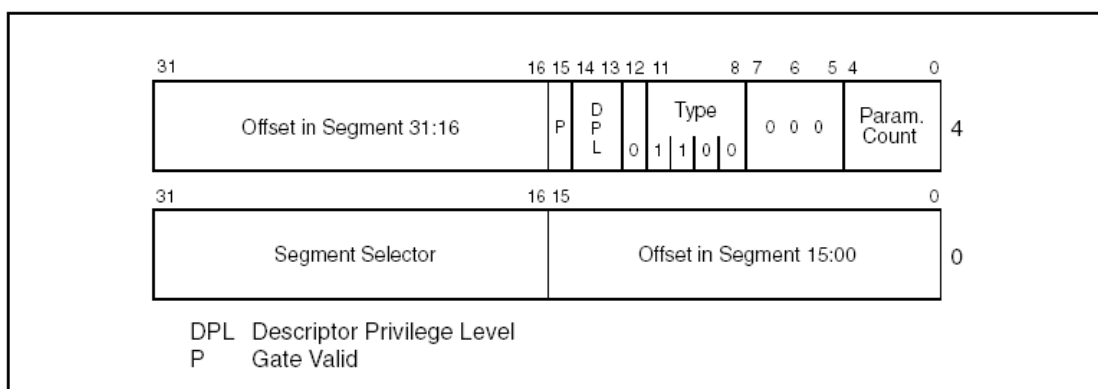 31 16 15 14 13 12 11 8 7 6 5 4 0
Offset in Segment 31:16 P DPL 0 Type 1 1 0 0 0 0 0 Param. Count 4
31 16 15 0
Segment Selector Offset in Segment 15:00 0
DPL Descriptor Privilege Level
P Gate Valid